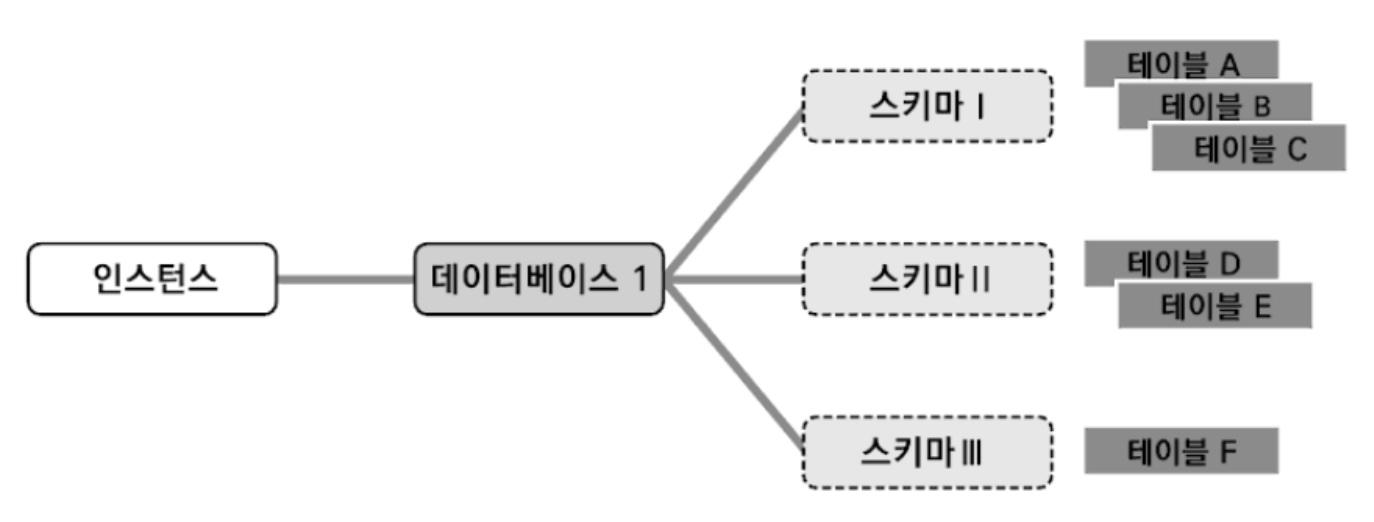 테이블 A
스키마 I
테이블 B
테이블 C
인스턴스
데이터베이스 1
스키마 II
테이블 D
테이블 E
스키마 III
테이블 F